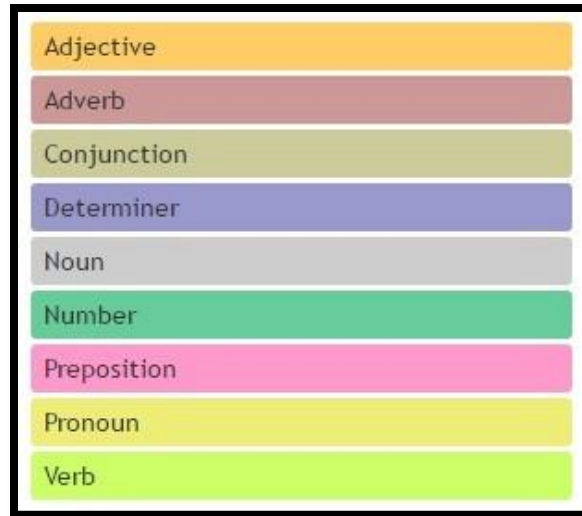 Adjective
Adverb
Conjunction
Determiner
Noun
Number
Preposition
Pronoun
Verb